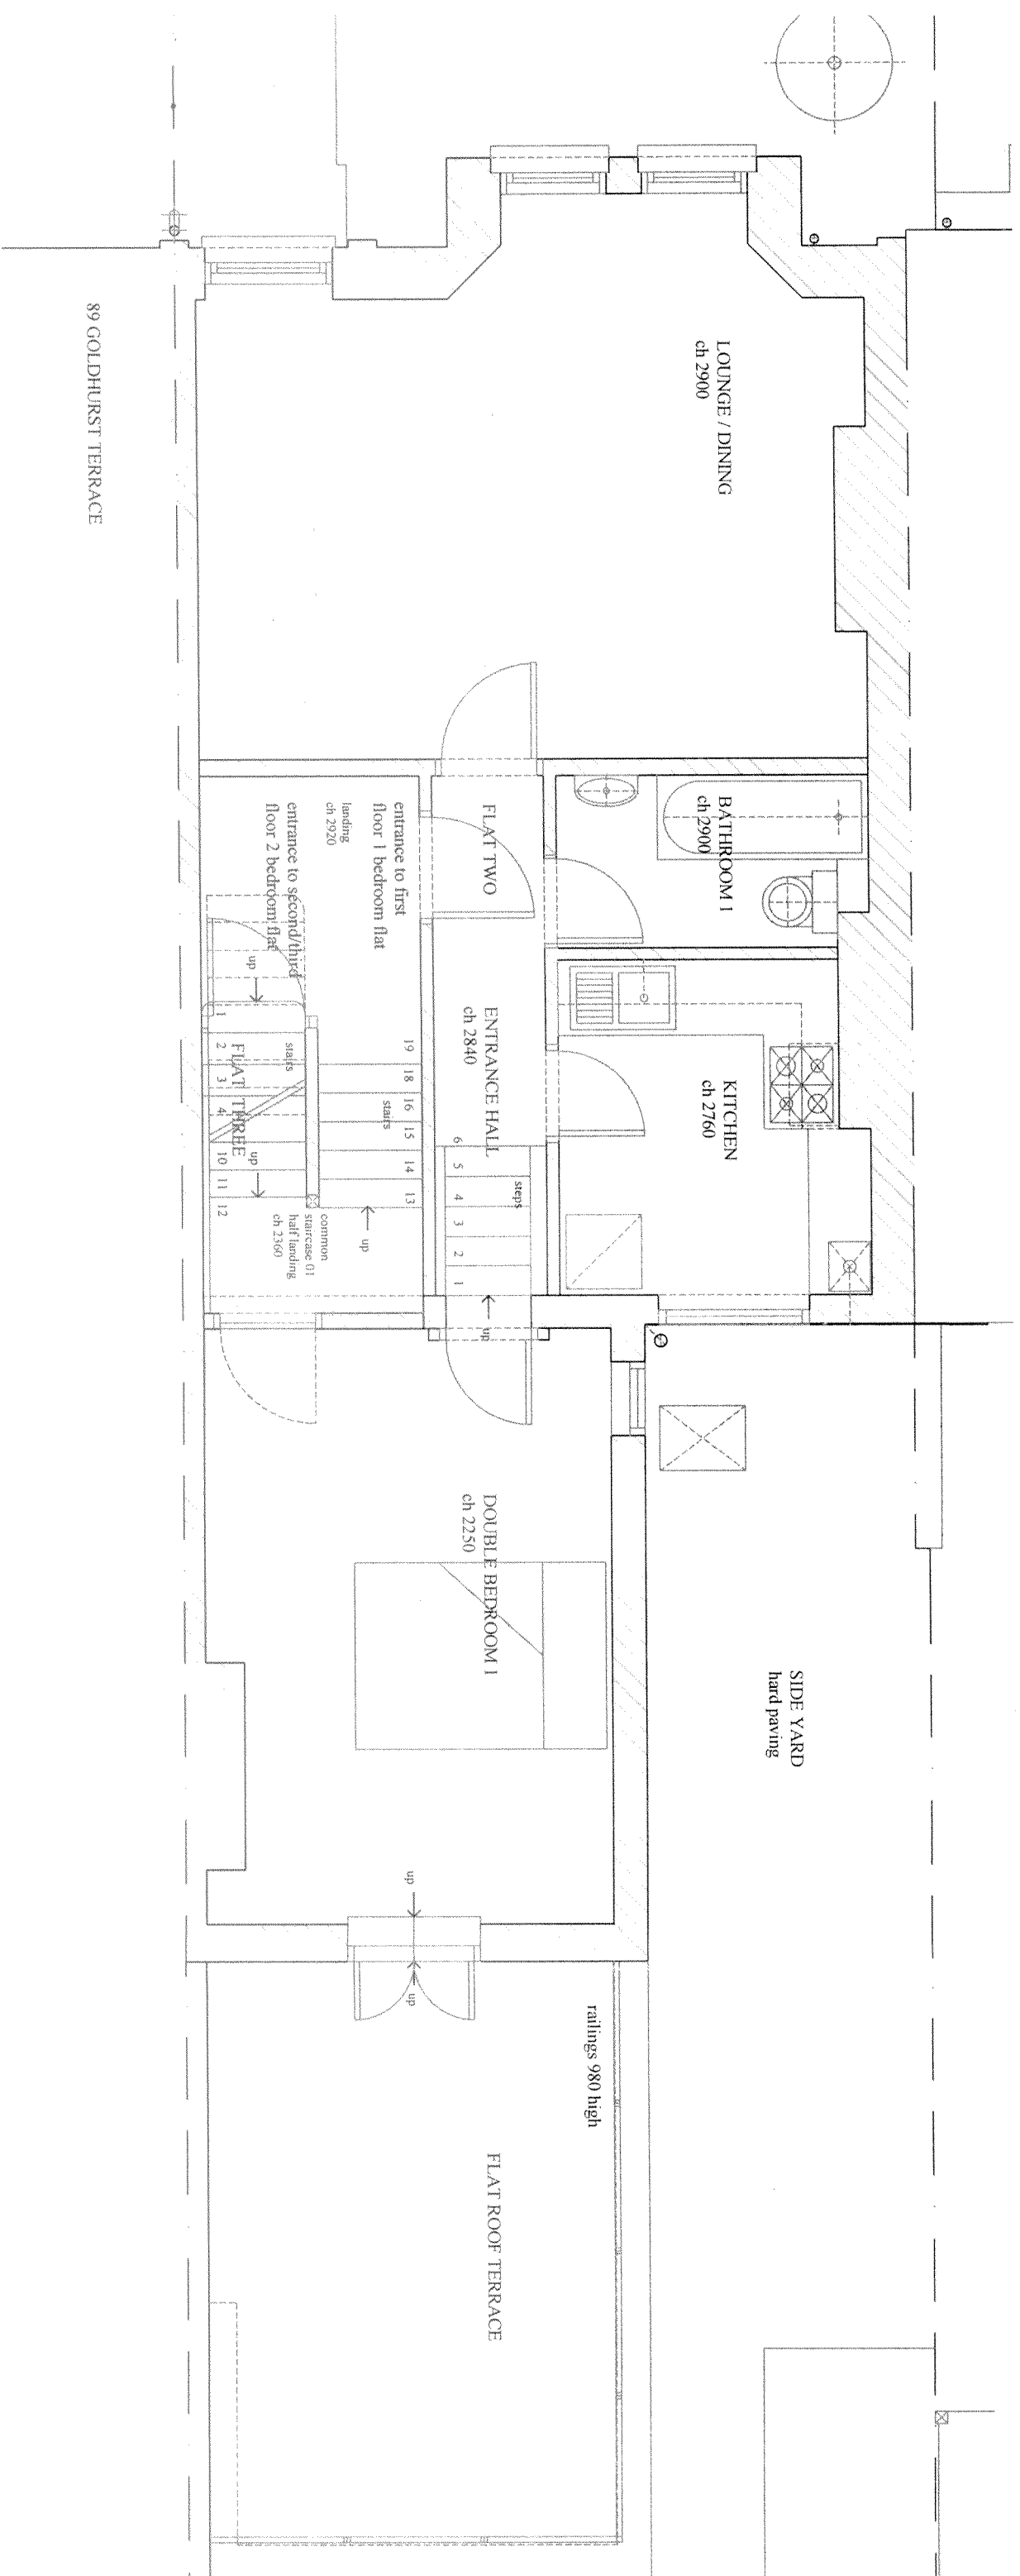 89 GOLDHURST TERRACE
LOUNGE / DINING
ch 2900
BATHROOM 1
ch 2900
FLAT TWO
entrance to first
floor 1 bedroom flat
landing
ch 2920
entrance to second/third
floor 2 bedroom flat
up
KITCHEN
ch 2760
ENTRANCE HALL
ch 2840
19
18
16
15
14
13
stairs
up
stairs
1
2
3
4
10
11
12
FLAT THREE
up
common
staircase 01
half landing
ch 2360
steps
6
5
4
3
2
1
up
DOUBLE BEDROOM 1
ch 2250
SIDE YARD
hard paving
up
up
railings 980 high
FLAT ROOF TERRACE